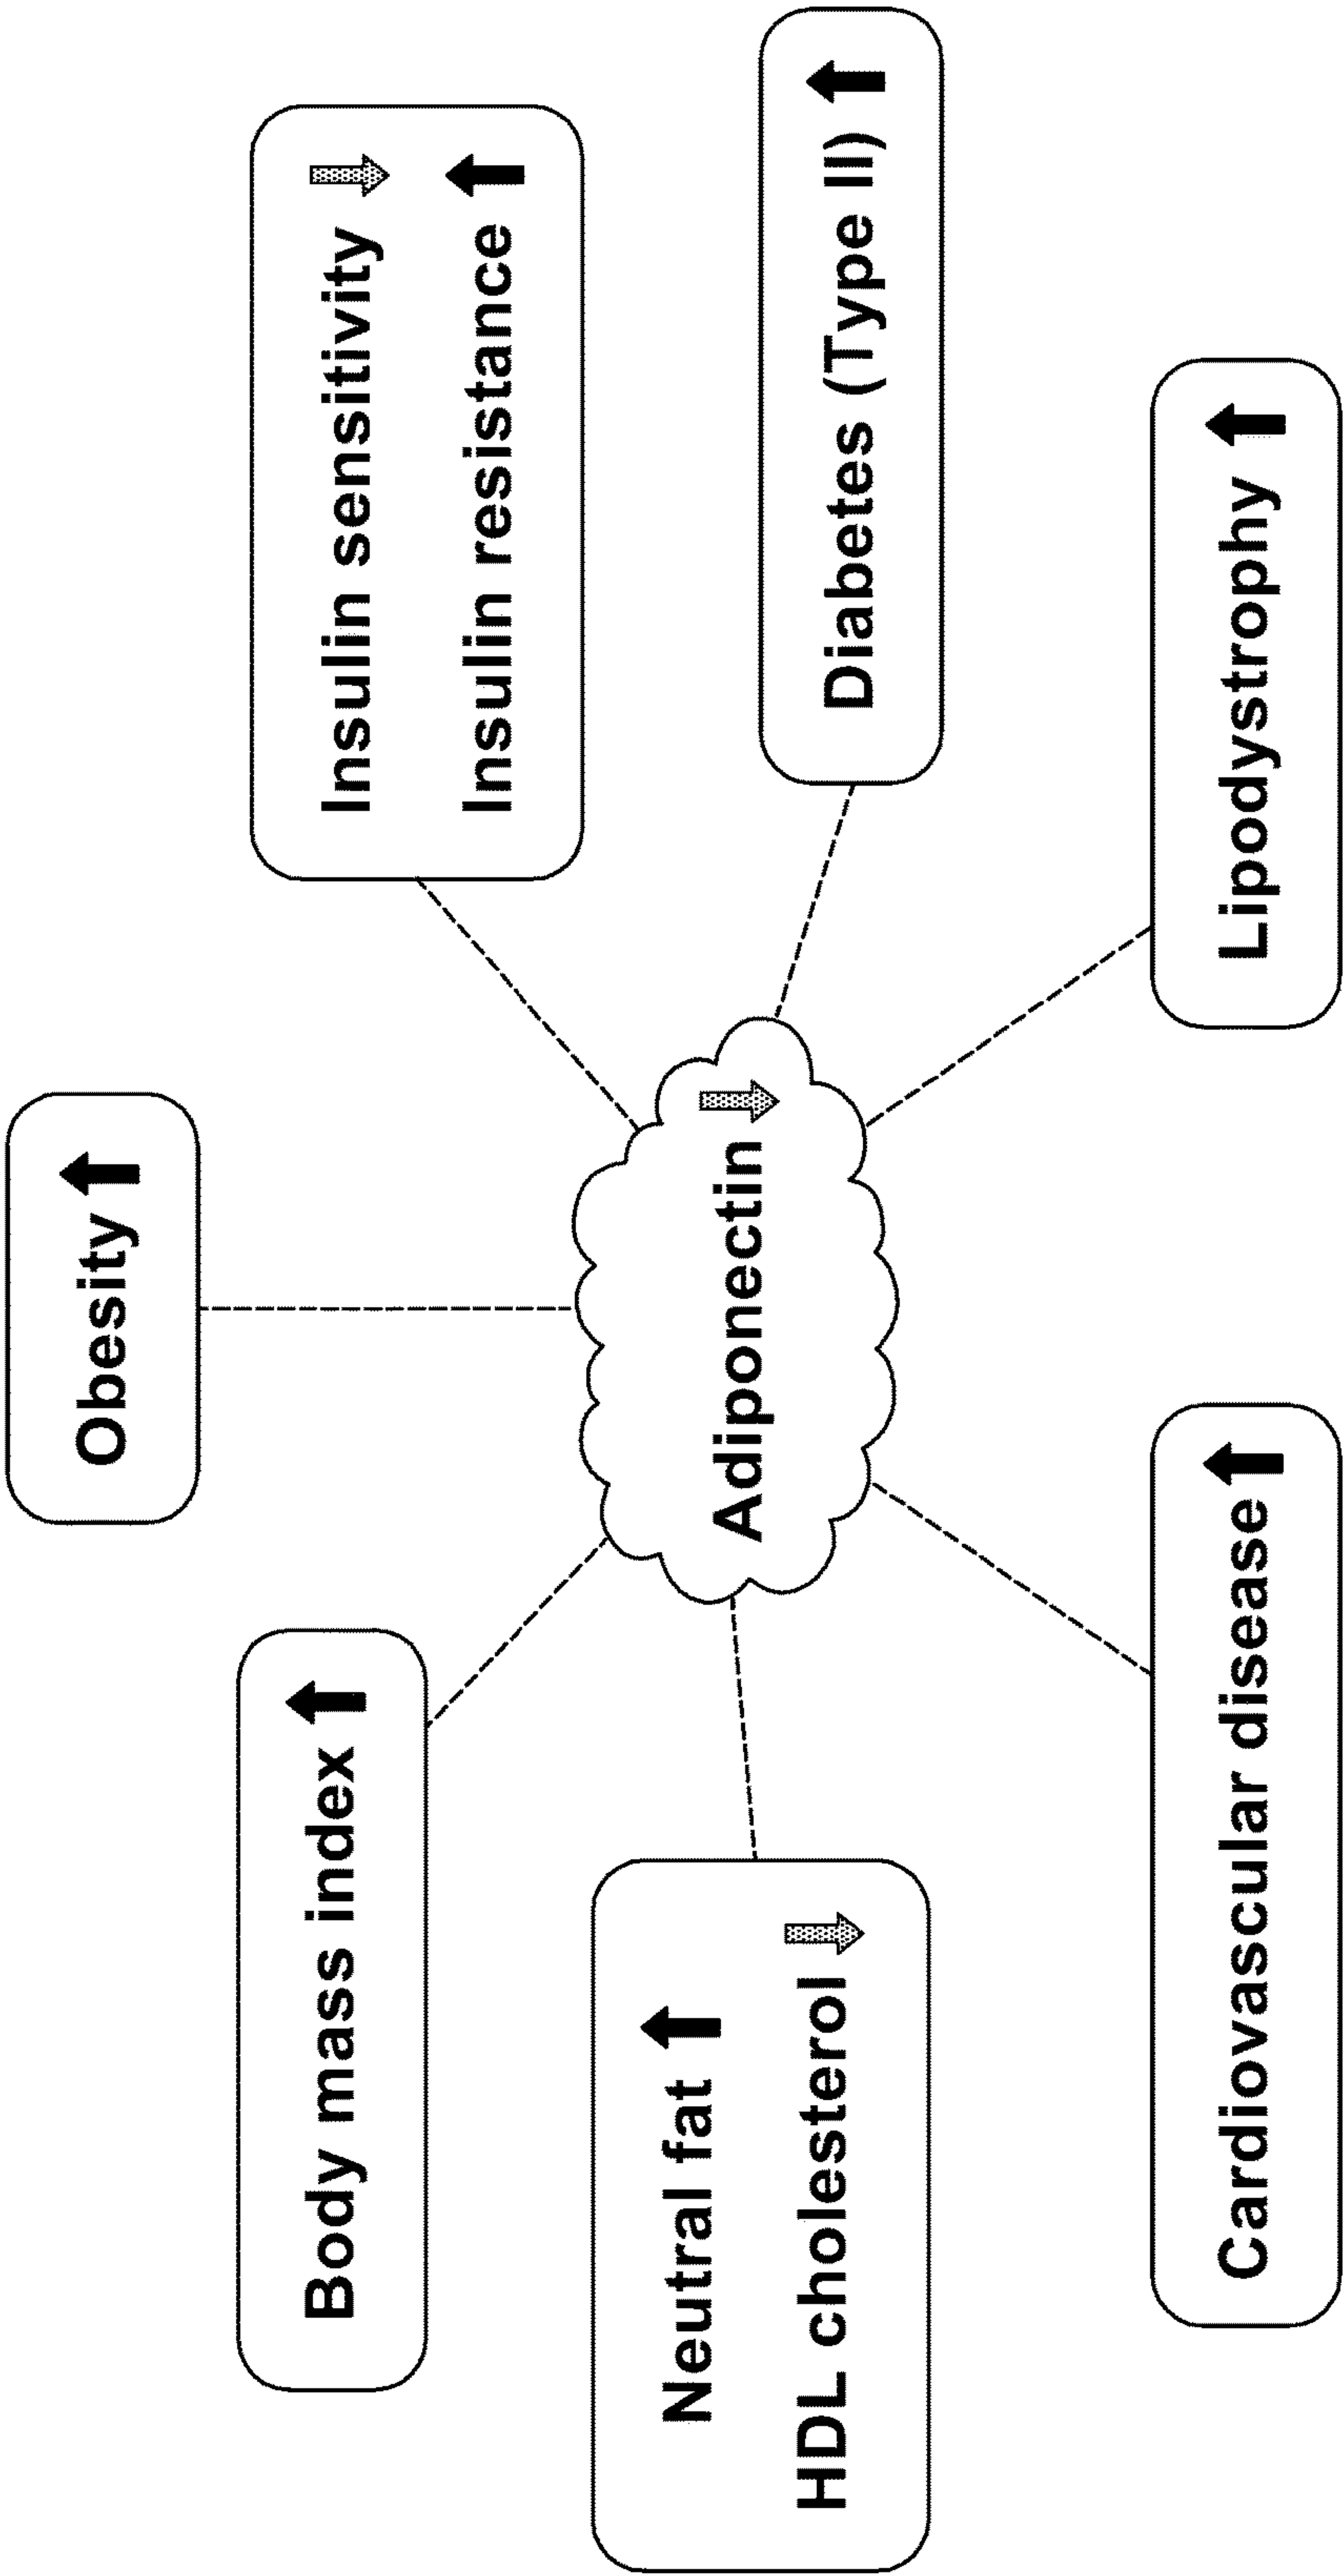 Obesity
Body mass index
Insulin sensitivity
Insulin resistance
Neutral fat
HDL cholesterol
Adiponectin
Diabetes (Type II)
Cardiovascular disease
Lipodystrophy